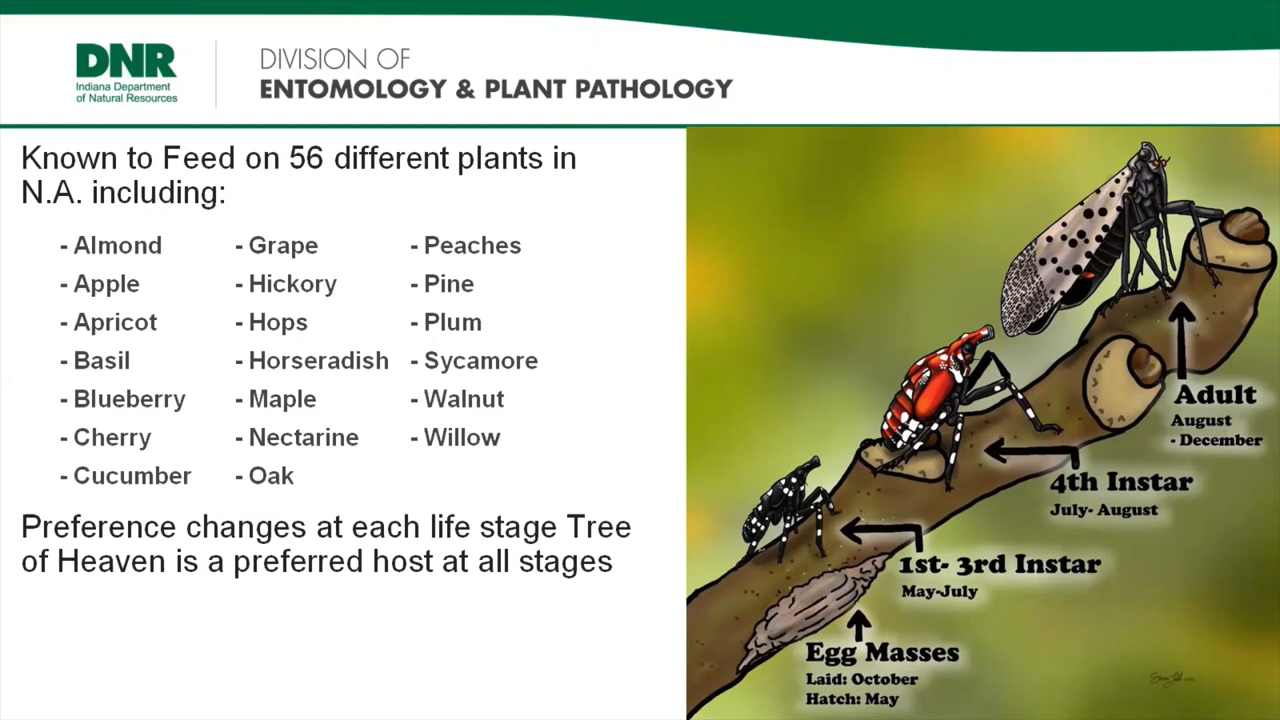 DNR
Indiana Department
of Natural Resources
DIVISION OF
ENTOMOLOGY & PLANT PATHOLOGY
Known to Feed on 56 different plants in
N.A. including:
- Almond
- Apple
- Apricot
- Basil
- Blueberry
- Cherry
- Cucumber
- Grape
- Hickory
- Hops
- Horseradish
- Maple
- Nectarine
- Oak
- Peaches
- Pine
- Plum
- Sycamore
- Walnut
- Willow
Preference changes at each life stage Tree
of Heaven is a preferred host at all stages
Adult
August
- December
4th Instar
July- August
1st- 3rd Instar
May-July
Egg Masses
Laid: October
Hatch: May